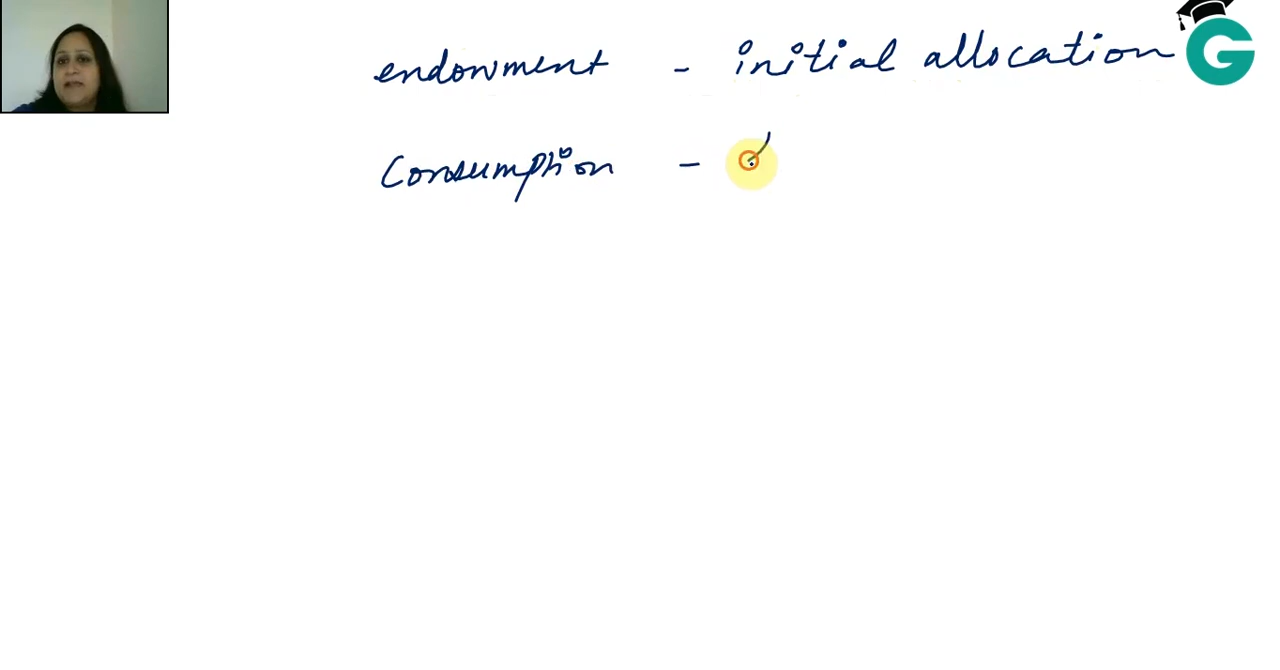 endowment - initial allocation
Consumption -
G